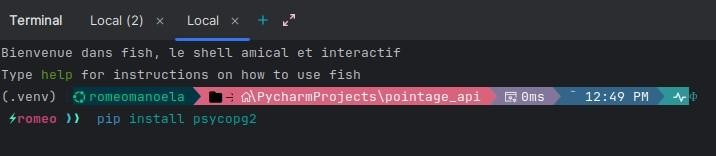 Terminal Local (2) × Local × +
Bienvenue dans fish, le shell amical et interactif
Type help for instructions on how to use fish
(.venv) romeomanoela \PycharmProjects\pointage_api 0ms 12:49 PM
⚡romeo ❯❯ pip install psycopg2